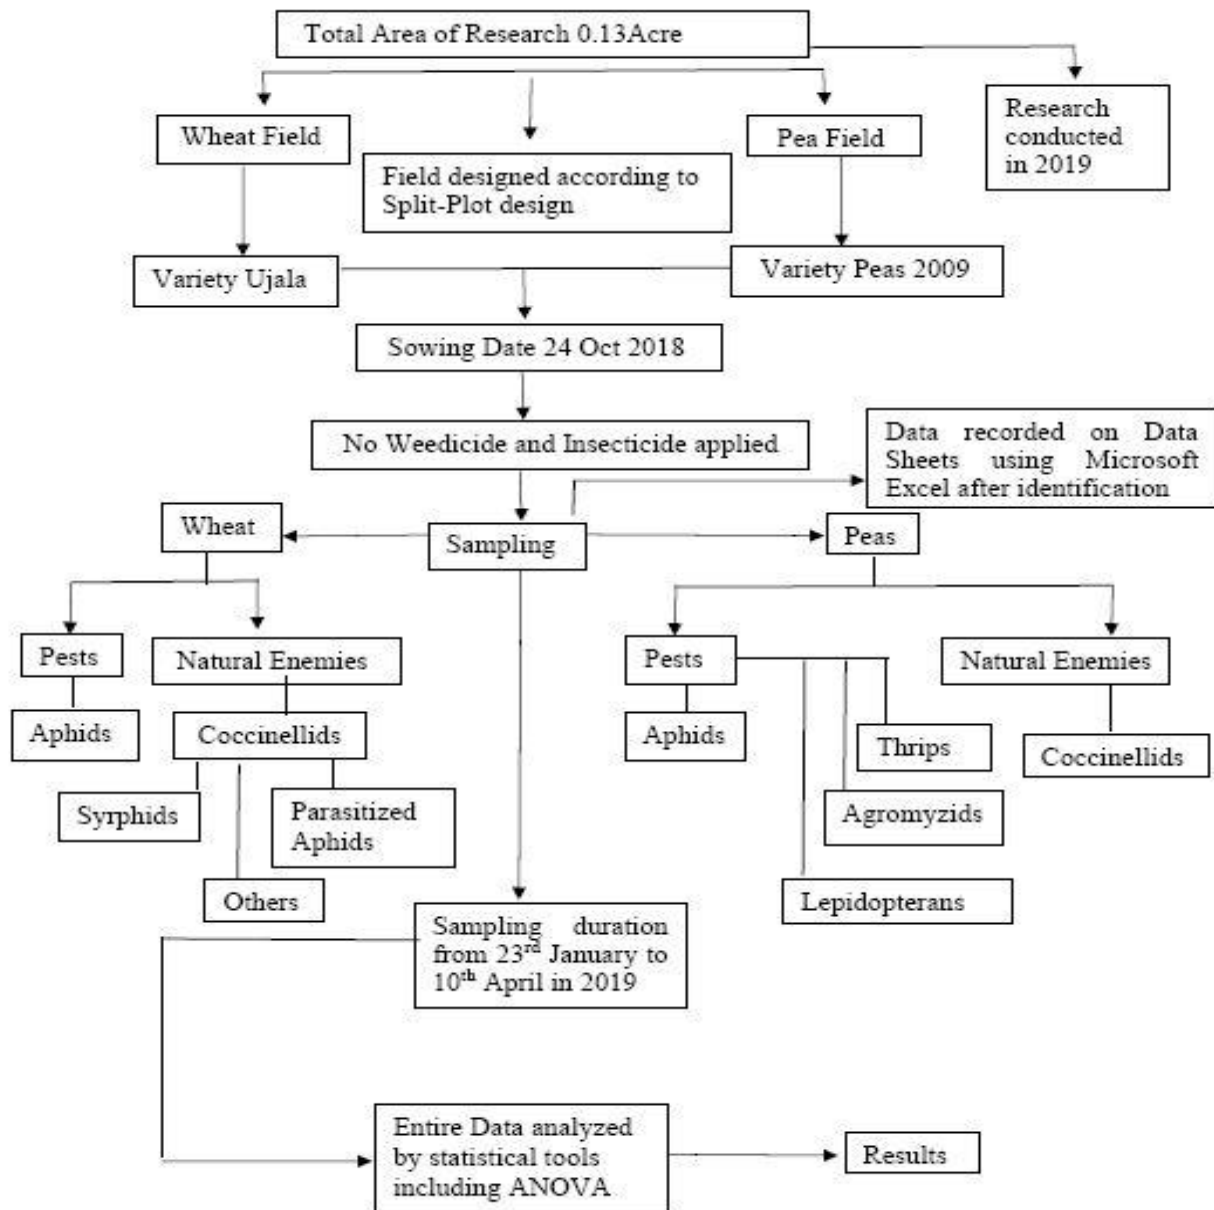 Total Area of Research 0.13Acre
Wheat Field
Field designed according to
Split-Plot design
Pea Field
Research
conducted
in 2019
Variety Ujala
Variety Peas 2009
Sowing Date 24 Oct 2018
No Weedicide and Insecticide applied
Data recorded on Data
Sheets using Microsoft
Excel after identification
Wheat
Sampling
Peas
Pests
Natural Enemies
Pests
Natural Enemies
Aphids
Coccinellids
Aphids
Thrips
Coccinellids
Syrphids
Parasitized
Aphids
Agromyzids
Others
Lepidopterans
Sampling duration
from 23rd January to
10th April in 2019
Entire Data analyzed
by statistical tools
including ANOVA
Results